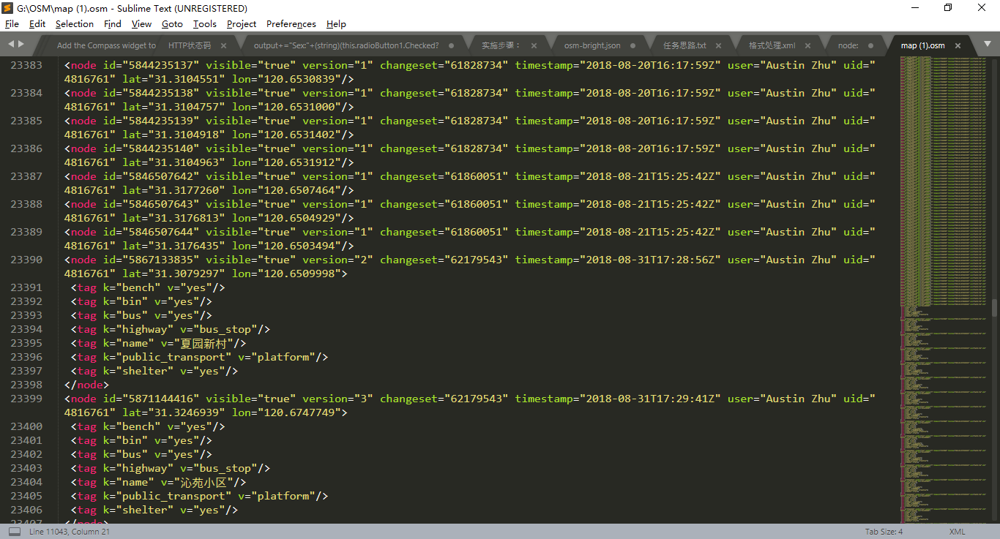 G:\OSM\map (1).osm - Sublime Text (UNREGISTERED)
File Edit Selection Find View Goto Tools Project Preferences Help
Add the Compass widget to HTTP状态码 output+="Sex:"+(string)(this.radioButton1.Checked? 实施步骤： osm-bright.json 任务思路.txt 格式处理.xml node: map (1).osm
23383 <node id="5844235137" visible="true" version="1" changeset="61828734" timestamp="2018-08-20T16:17:59Z" user="Austin Zhu" uid="
4816761" lat="31.3104551" lon="120.6530839"/>
23384 <node id="5844235138" visible="true" version="1" changeset="61828734" timestamp="2018-08-20T16:17:59Z" user="Austin Zhu" uid="
4816761" lat="31.3104757" lon="120.6531000"/>
23385 <node id="5844235139" visible="true" version="1" changeset="61828734" timestamp="2018-08-20T16:17:59Z" user="Austin Zhu" uid="
4816761" lat="31.3104918" lon="120.6531402"/>
23386 <node id="5844235140" visible="true" version="1" changeset="61828734" timestamp="2018-08-20T16:17:59Z" user="Austin Zhu" uid="
4816761" lat="31.3104963" lon="120.6531912"/>
23387 <node id="5846507642" visible="true" version="1" changeset="61860051" timestamp="2018-08-21T15:25:42Z" user="Austin Zhu" uid="
4816761" lat="31.3177260" lon="120.6507464"/>
23388 <node id="5846507643" visible="true" version="1" changeset="61860051" timestamp="2018-08-21T15:25:42Z" user="Austin Zhu" uid="
4816761" lat="31.3176813" lon="120.6504929"/>
23389 <node id="5846507644" visible="true" version="1" changeset="61860051" timestamp="2018-08-21T15:25:42Z" user="Austin Zhu" uid="
4816761" lat="31.3176435" lon="120.6503494"/>
23390 <node id="5867133835" visible="true" version="2" changeset="62179543" timestamp="2018-08-31T17:28:56Z" user="Austin Zhu" uid="
4816761" lat="31.3079297" lon="120.6509998">
23391 <tag k="bench" v="yes"/>
23392 <tag k="bin" v="yes"/>
23393 <tag k="bus" v="yes"/>
23394 <tag k="highway" v="bus_stop"/>
23395 <tag k="name" v="夏园新村"/>
23396 <tag k="public_transport" v="platform"/>
23397 <tag k="shelter" v="yes"/>
23398 </node>
23399 <node id="5871144416" visible="true" version="3" changeset="62179543" timestamp="2018-08-31T17:29:41Z" user="Austin Zhu" uid="
4816761" lat="31.3246939" lon="120.6747749">
23400 <tag k="bench" v="yes"/>
23401 <tag k="bin" v="yes"/>
23402 <tag k="bus" v="yes"/>
23403 <tag k="highway" v="bus_stop"/>
23404 <tag k="name" v="沁苑小区"/>
23405 <tag k="public_transport" v="platform"/>
23406 <tag k="shelter" v="yes"/>
23407 </node>
Line 11043, Column 21 Tab Size: 4 XML